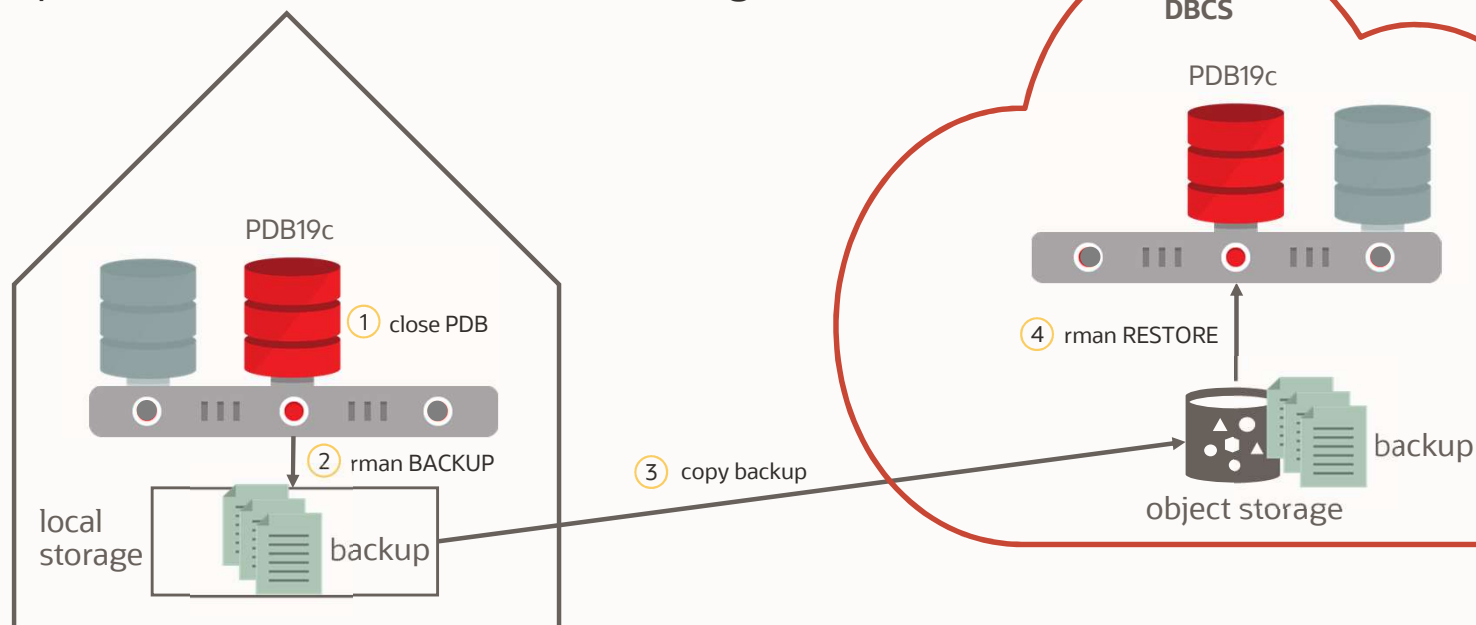 DBCS
PDB19c
PDB19c
1 close PDB
4 rman RESTORE
2 rman BACKUP
3 copy backup
backup
object storage
local
storage
backup